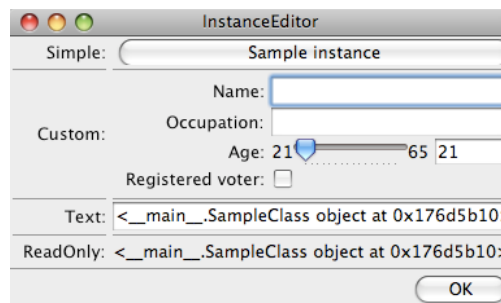 InstanceEditor
Simple: Sample instance
Custom:
Name:
Occupation:
Age: 21 65 21
Registered voter:
Text: <__main__.SampleClass object at 0x176d5b10
ReadOnly: <__main__.SampleClass object at 0x176d5b10>
OK